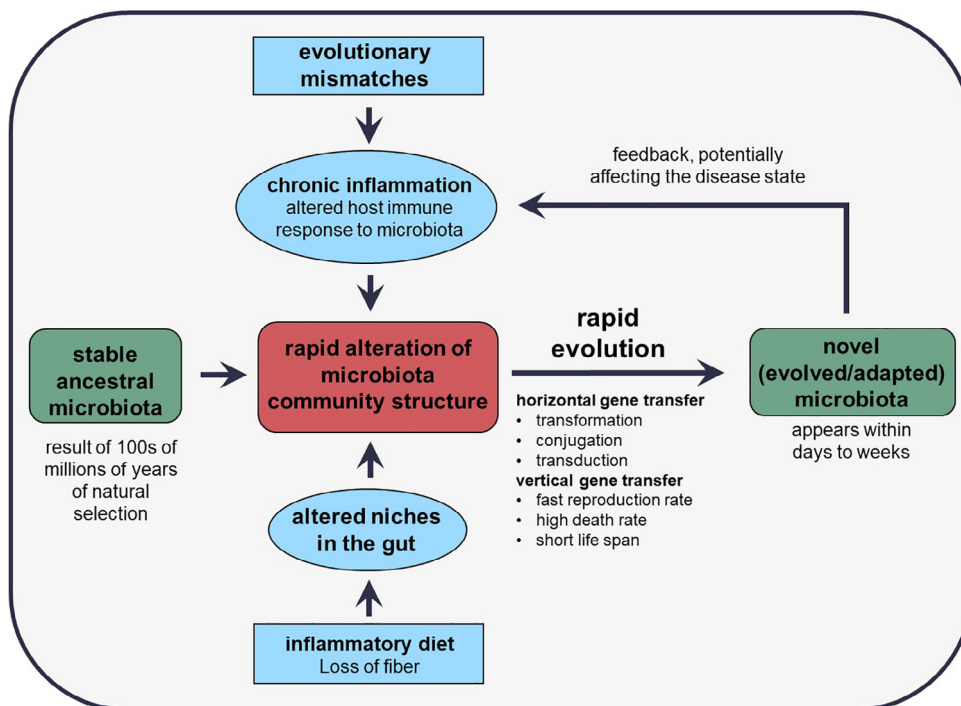 evolutionary
mismatches
chronic inflammation
altered host immune
response to microbiota
feedback, potentially
affecting the disease state
stable
ancestral
microbiota
result of 100s of
millions of years
of natural
selection
rapid alteration of
microbiota
community structure
rapid
evolution
horizontal gene transfer
• transformation
• conjugation
• transduction
vertical gene transfer
• fast reproduction rate
• high death rate
• short life span
novel
(evolved/adapted)
microbiota
appears within
days to weeks
altered niches
in the gut
inflammatory diet
Loss of fiber